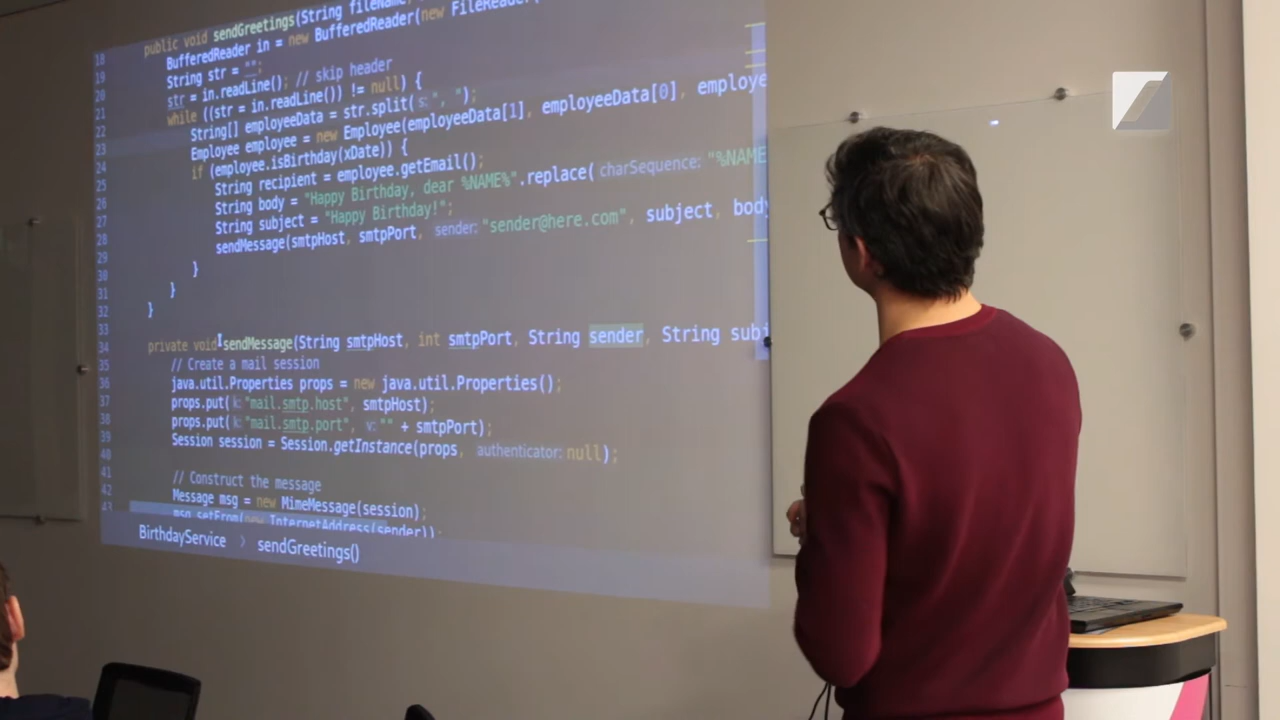 18 public void sendGreetings(String fileName,
19 BufferedReader in = new BufferedReader(new FileReader(
20 String str = "";
21 str = in.readLine(); // skip header
22 while ((str = in.readLine()) != null) {
23 String[] employeeData = str.split( s: ", ");
24 Employee employee = new Employee(employeeData[1], employeeData[0], employe
25 if (employee.isBirthday(xDate)) {
26 String recipient = employee.getEmail();
27 String body = "Happy Birthday, dear %NAME%".replace( charSequence: "%NAME
28 String subject = "Happy Birthday!";
29 sendMessage(smtpHost, smtpPort, sender: "sender@here.com", subject, body
30 }
31 }
32 }
33
34 private void sendMessage(String smtpHost, int smtpPort, String sender, String subj
35 // Create a mail session
36 java.util.Properties props = new java.util.Properties();
37 props.put( k: "mail.smtp.host", smtpHost);
38 props.put( k: "mail.smtp.port", v: "" + smtpPort);
39 Session session = Session.getInstance(props, authenticator: null);
40
41 // Construct the message
42 Message msg = new MimeMessage(session);
43 msg.setFrom(new InternetAddress(sender));
BirthdayService > sendGreetings()